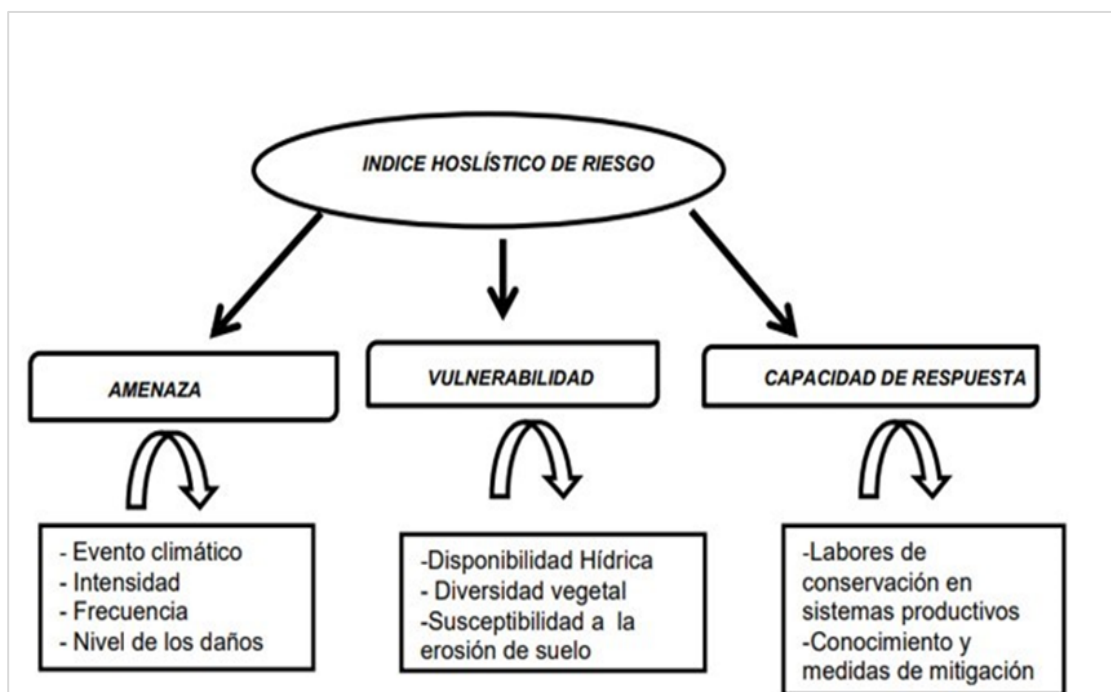 INDICE HOSLÍSTICO DE RIESGO
AMENAZA
VULNERABILIDAD
CAPACIDAD DE RESPUESTA
- Evento climático
- Intensidad
- Frecuencia
- Nivel de los daños
-Disponibilidad Hídrica
- Diversidad vegetal
-Susceptibilidad a la
erosión de suelo
-Labores de
conservación en
sistemas productivos
-Conocimiento y
medidas de mitigación